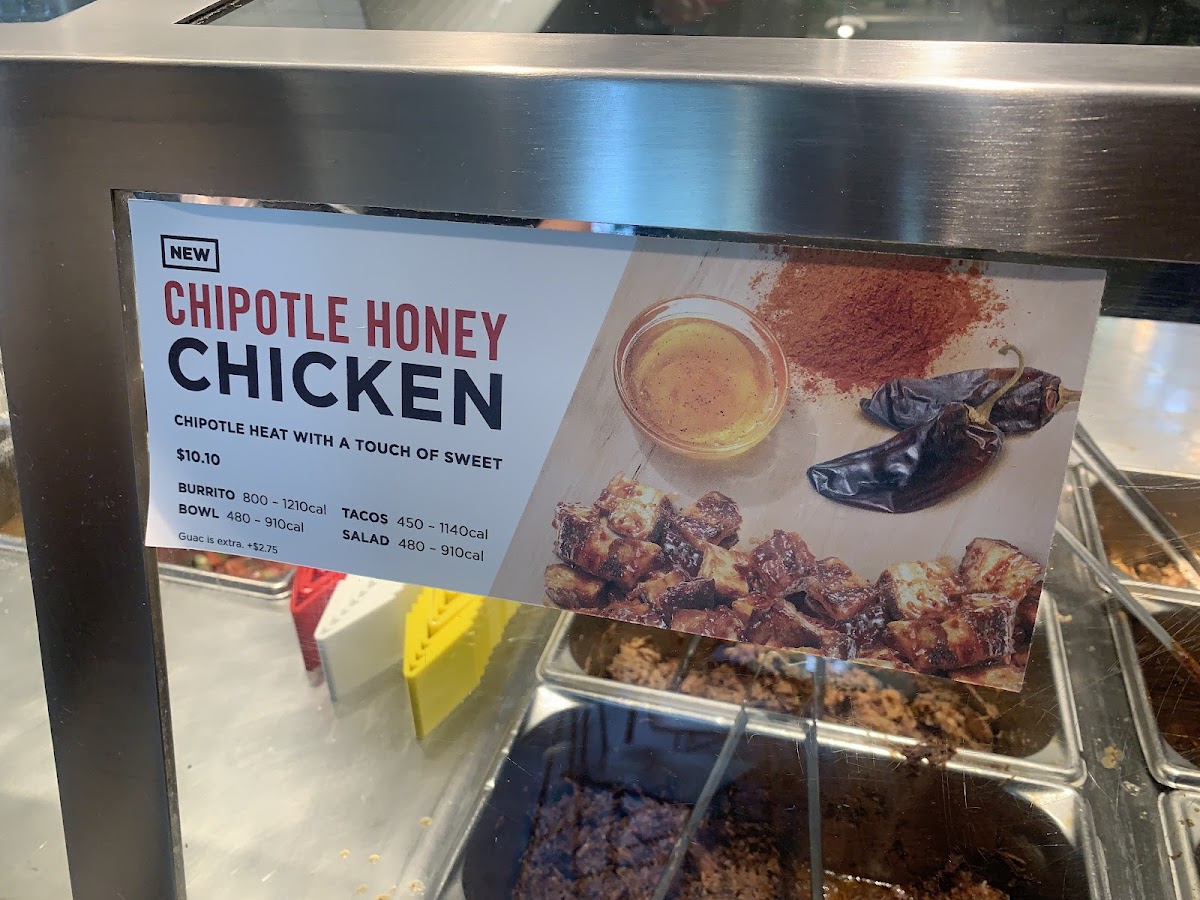 NEW
CHIPOTLE HONEY
CHICKEN
CHIPOTLE HEAT WITH A TOUCH OF SWEET
$10.10
BURRITO 800 - 1210cal TACOS 450 - 1140cal
BOWL 480 - 910cal SALAD 480 - 910cal
Guac is extra. +$2.75